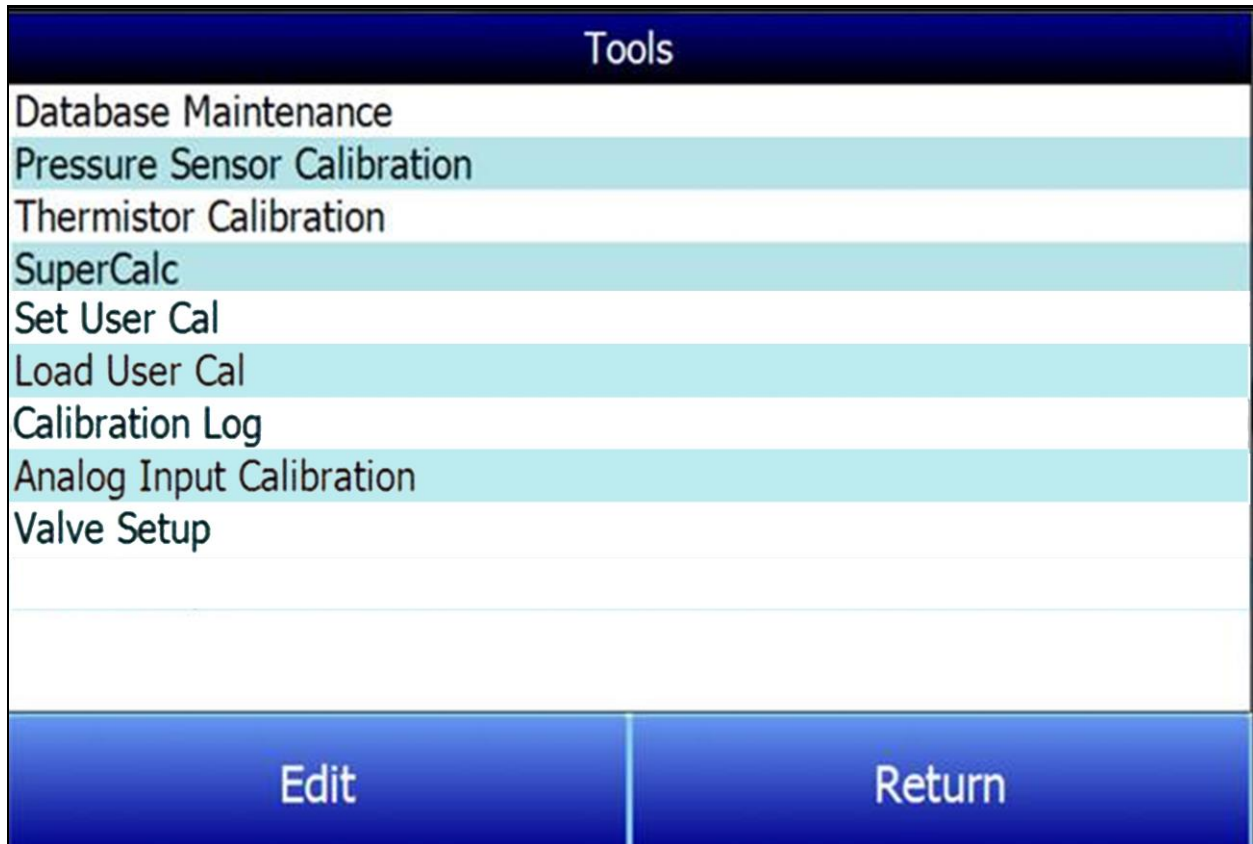 Tools
Database Maintenance
Pressure Sensor Calibration
Thermistor Calibration
SuperCalc
Set User Cal
Load User Cal
Calibration Log
Analog Input Calibration
Valve Setup
Edit
Return